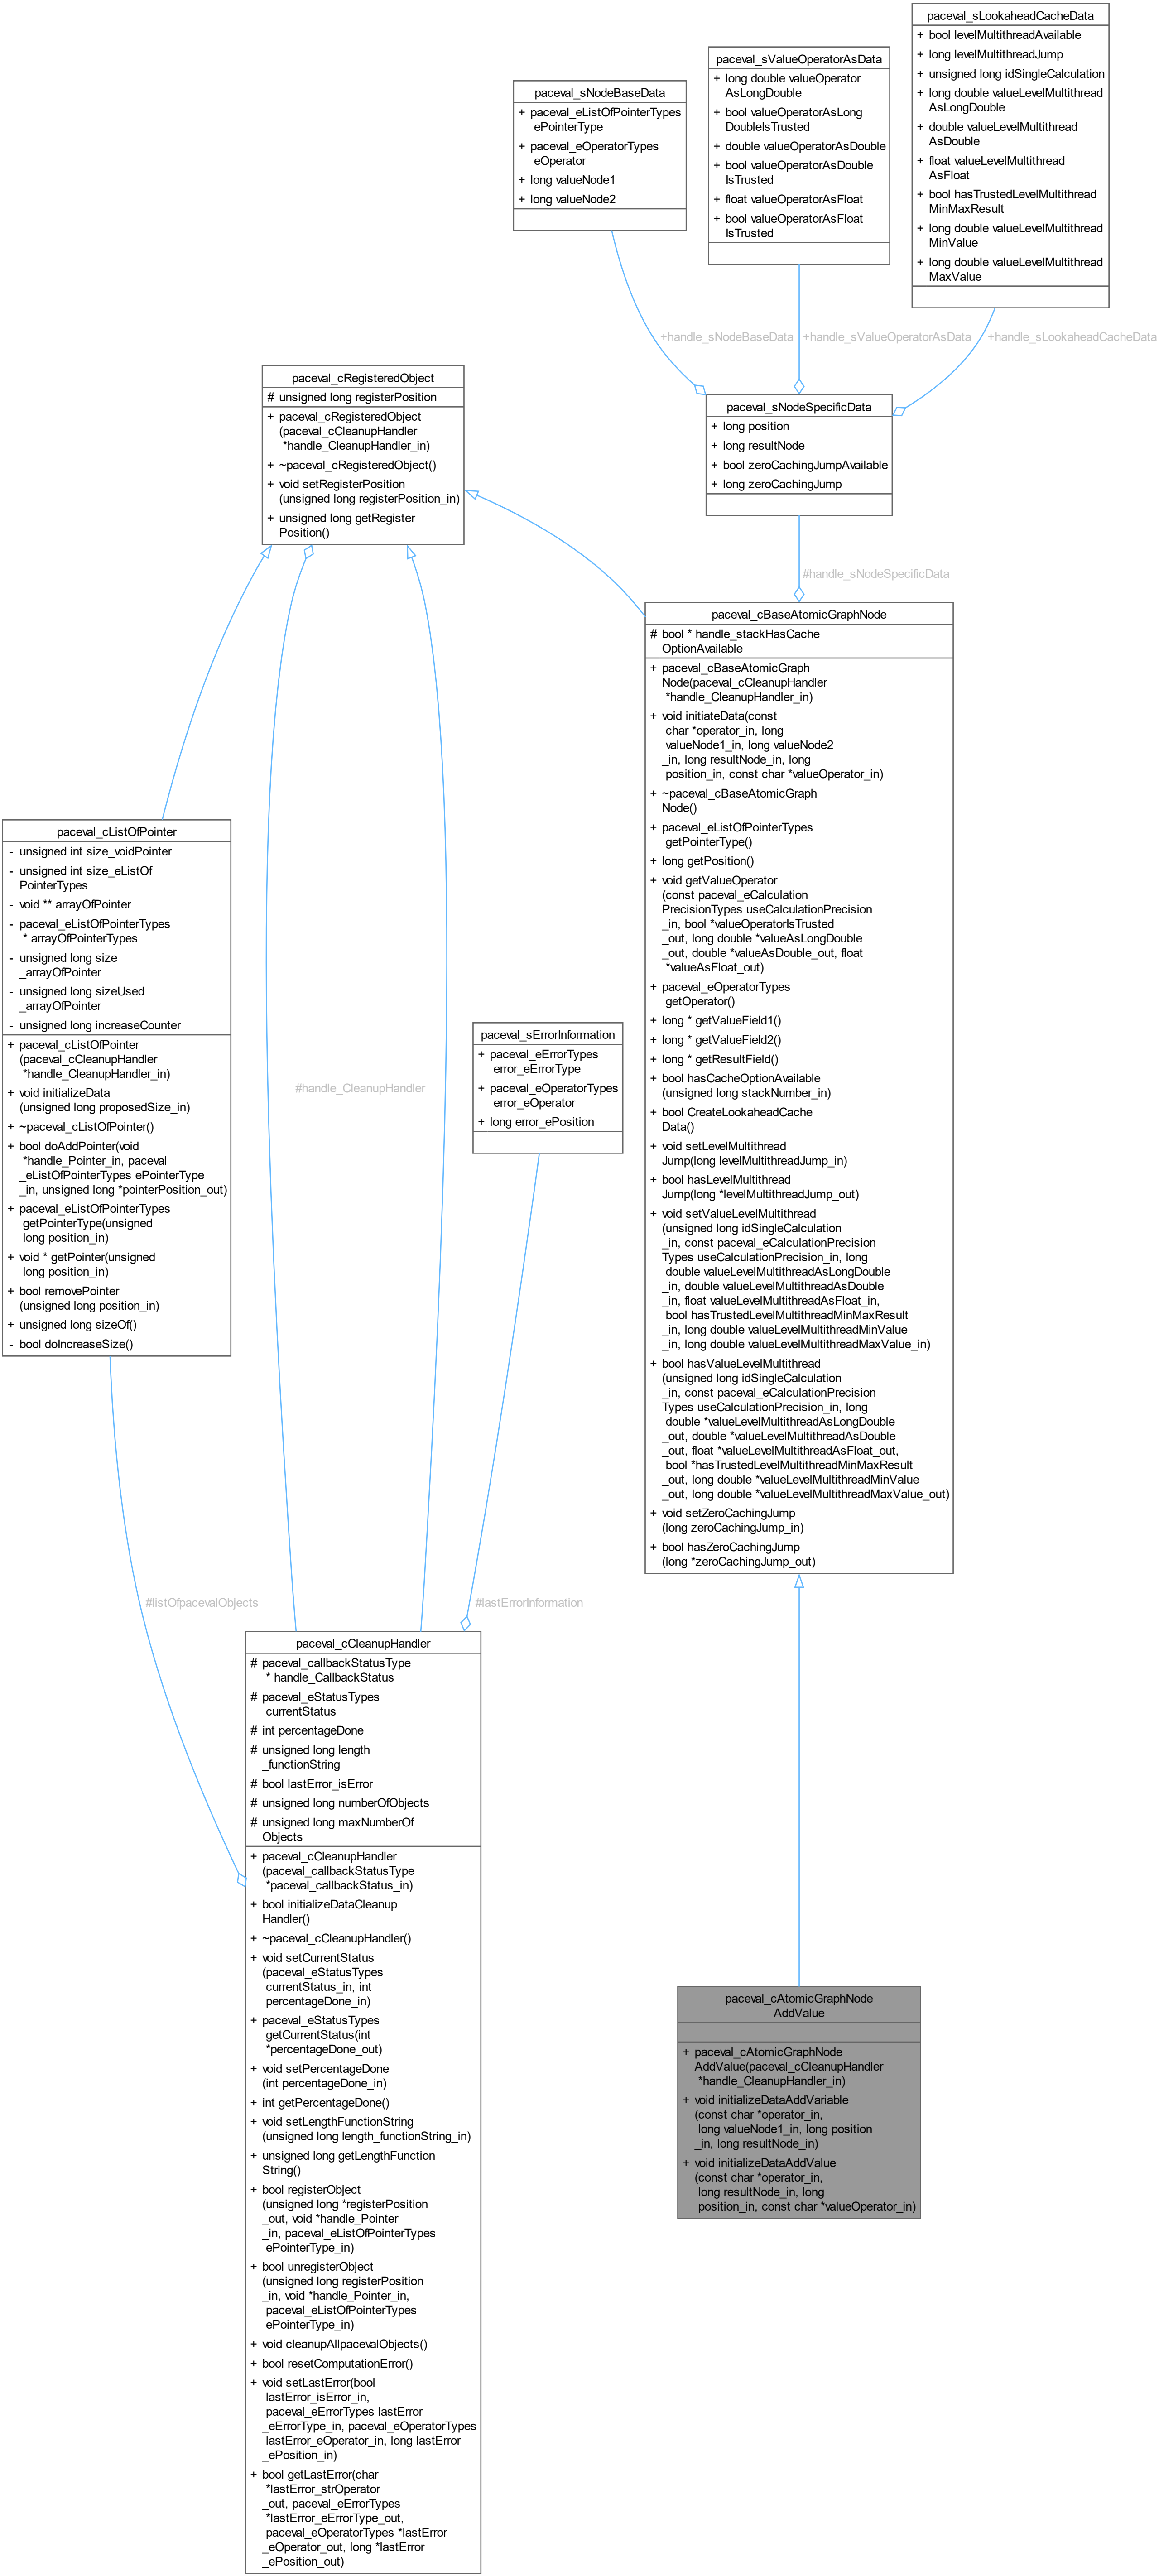 paceval_sLookaheadCacheData
+ bool levelMultithreadAvailable
+ long levelMultithreadJump
+ unsigned long idSingleCalculation
+ long double valueLevelMultithread
AsLongDouble
+ double valueLevelMultithread
AsDouble
+ float valueLevelMultithread
AsFloat
+ bool hasTrustedLevelMultithread
MinMaxResult
+ long double valueLevelMultithread
MinValue
+ long double valueLevelMultithread
MaxValue
paceval_sValueOperatorAsData
+ long double valueOperator
AsLongDouble
+ bool valueOperatorAsLong
DoubleIsTrusted
+ double valueOperatorAsDouble
+ bool valueOperatorAsDouble
IsTrusted
+ float valueOperatorAsFloat
+ bool valueOperatorAsFloat
IsTrusted
paceval_sNodeBaseData
+ paceval_eListOfPointerTypes
ePointerType
+ paceval_eOperatorTypes
eOperator
+ long valueNode1
+ long valueNode2
+handle_sNodeBaseData
+handle_sValueOperatorAsData
+handle_sLookaheadCacheData
paceval_cRegisteredObject
# unsigned long registerPosition
+ paceval_cRegisteredObject
(paceval_cCleanupHandler
*handle_CleanupHandler_in)
+ ~paceval_cRegisteredObject()
+ void setRegisterPosition
(unsigned long registerPosition_in)
+ unsigned long getRegister
Position()
paceval_sNodeSpecificData
+ long position
+ long resultNode
+ bool zeroCachingJumpAvailable
+ long zeroCachingJump
#handle_sNodeSpecificData
paceval_cBaseAtomicGraphNode
# bool * handle_stackHasCache
OptionAvailable
+ paceval_cBaseAtomicGraph
Node(paceval_cCleanupHandler
*handle_CleanupHandler_in)
+ void initiateData(const
char *operator_in, long
valueNode1_in, long valueNode2
_in, long resultNode_in, long
position_in, const char *valueOperator_in)
+ ~paceval_cBaseAtomicGraph
Node()
+ paceval_eListOfPointerTypes
getPointerType()
+ long getPosition()
+ void getValueOperator
(const paceval_eCalculation
PrecisionTypes useCalculationPrecision
_in, bool *valueOperatorIsTrusted
_out, long double *valueAsLongDouble
_out, double *valueAsDouble_out, float
*valueAsFloat_out)
+ paceval_eOperatorTypes
getOperator()
+ long * getValueField1()
+ long * getValueField2()
+ long * getResultField()
+ bool hasCacheOptionAvailable
(unsigned long stackNumber_in)
+ bool CreateLookaheadCache
Data()
+ void setLevelMultithread
Jump(long levelMultithreadJump_in)
+ bool hasLevelMultithread
Jump(long *levelMultithreadJump_out)
+ void setValueLevelMultithread
(unsigned long idSingleCalculation
_in, const paceval_eCalculationPrecision
Types useCalculationPrecision_in, long
double valueLevelMultithreadAsLongDouble
_in, double valueLevelMultithreadAsDouble
_in, float valueLevelMultithreadAsFloat_in,
bool hasTrustedLevelMultithreadMinMaxResult
_in, long double valueLevelMultithreadMinValue
_in, long double valueLevelMultithreadMaxValue_in)
+ bool hasValueLevelMultithread
(unsigned long idSingleCalculation
_in, const paceval_eCalculationPrecision
Types useCalculationPrecision_in, long
double *valueLevelMultithreadAsLongDouble
_out, double *valueLevelMultithreadAsDouble
_out, float *valueLevelMultithreadAsFloat_out,
bool *hasTrustedLevelMultithreadMinMaxResult
_out, long double *valueLevelMultithreadMinValue
_out, long double *valueLevelMultithreadMaxValue_out)
+ void setZeroCachingJump
(long zeroCachingJump_in)
+ bool hasZeroCachingJump
(long *zeroCachingJump_out)
paceval_cListOfPointer
- unsigned int size_voidPointer
- unsigned int size_eListOf
PointerTypes
- void ** arrayOfPointer
- paceval_eListOfPointerTypes
* arrayOfPointerTypes
- unsigned long size
_arrayOfPointer
- unsigned long sizeUsed
_arrayOfPointer
- unsigned long increaseCounter
+ paceval_cListOfPointer
(paceval_cCleanupHandler
*handle_CleanupHandler_in)
+ void initializeData
(unsigned long proposedSize_in)
+ ~paceval_cListOfPointer()
+ bool doAddPointer(void
*handle_Pointer_in, paceval
_eListOfPointerTypes ePointerType
_in, unsigned long *pointerPosition_out)
+ paceval_eListOfPointerTypes
getPointerType(unsigned
long position_in)
+ void * getPointer(unsigned
long position_in)
+ bool removePointer
(unsigned long position_in)
+ unsigned long sizeOf()
- bool doIncreaseSize()
#handle_CleanupHandler
paceval_sErrorInformation
+ paceval_eErrorTypes
error_eErrorType
+ paceval_eOperatorTypes
error_eOperator
+ long error_ePosition
#listOfpacevalObjects
#lastErrorInformation
paceval_cCleanupHandler
# paceval_callbackStatusType
* handle_CallbackStatus
# paceval_eStatusTypes
currentStatus
# int percentageDone
# unsigned long length
_functionString
# bool lastError_isError
# unsigned long numberOfObjects
# unsigned long maxNumberOf
Objects
+ paceval_cCleanupHandler
(paceval_callbackStatusType
*paceval_callbackStatus_in)
+ bool initializeDataCleanup
Handler()
+ ~paceval_cCleanupHandler()
+ void setCurrentStatus
(paceval_eStatusTypes
currentStatus_in, int
percentageDone_in)
+ paceval_eStatusTypes
getCurrentStatus(int
*percentageDone_out)
+ void setPercentageDone
(int percentageDone_in)
+ int getPercentageDone()
+ void setLengthFunctionString
(unsigned long length_functionString_in)
+ unsigned long getLengthFunction
String()
+ bool registerObject
(unsigned long *registerPosition
_out, void *handle_Pointer
_in, paceval_eListOfPointerTypes
ePointerType_in)
+ bool unregisterObject
(unsigned long registerPosition
_in, void *handle_Pointer_in,
paceval_eListOfPointerTypes
ePointerType_in)
+ void cleanupAllpacevalObjects()
+ bool resetComputationError()
+ void setLastError(bool
lastError_isError_in,
paceval_eErrorTypes lastError
_eErrorType_in, paceval_eOperatorTypes
lastError_eOperator_in, long lastError
_ePosition_in)
+ bool getLastError(char
*lastError_strOperator
_out, paceval_eErrorTypes
*lastError_eErrorType_out,
paceval_eOperatorTypes *lastError
_eOperator_out, long *lastError
_ePosition_out)
paceval_cAtomicGraphNode
AddValue
+ paceval_cAtomicGraphNode
AddValue(paceval_cCleanupHandler
*handle_CleanupHandler_in)
+ void initializeDataAddVariable
(const char *operator_in,
long valueNode1_in, long position
_in, long resultNode_in)
+ void initializeDataAddValue
(const char *operator_in,
long resultNode_in, long
position_in, const char *valueOperator_in)